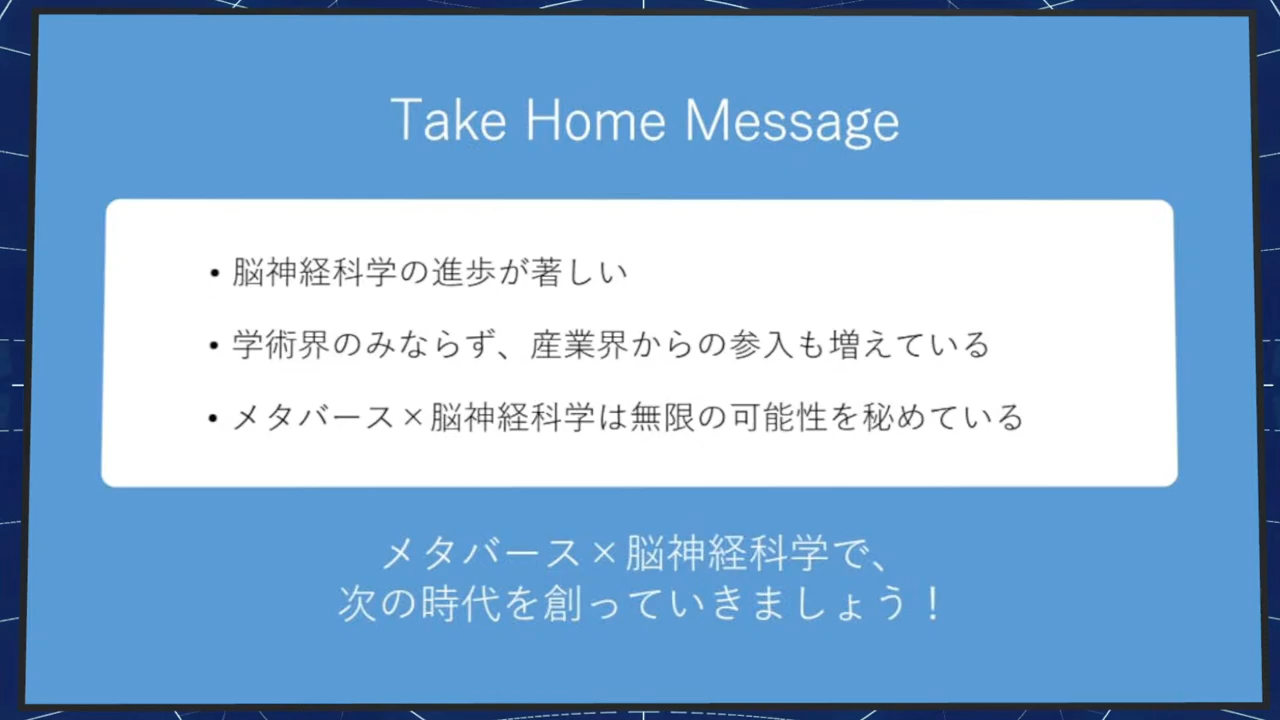 Take Home Message
・脳神経科学の進歩が著しい
・学術界のみならず、産業界からの参入も増えている
・メタバース×脳神経科学は無限の可能性を秘めている
メタバース×脳神経科学で、
次の時代を創っていきましょう！